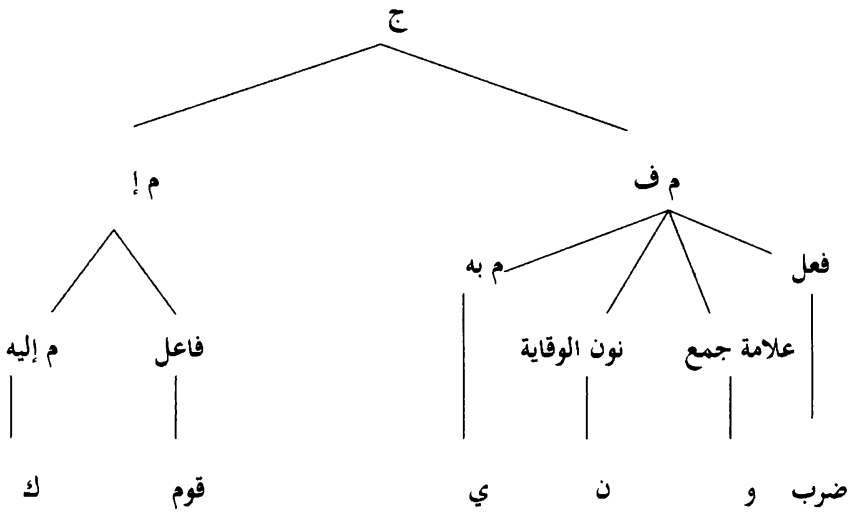 ج
م ف م إ
فعل م به
علامة جمع نون الوقاية فاعل م إليه
ضرب و ن ي قوم ك